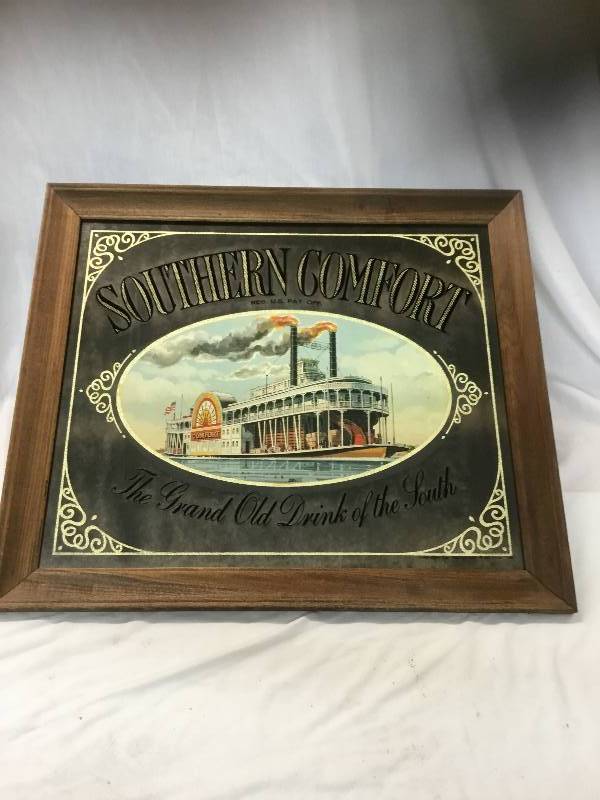 SOUTHERN COMFORT
REG. U.S. PAT. OFF.
The Grand Old Drink of the South